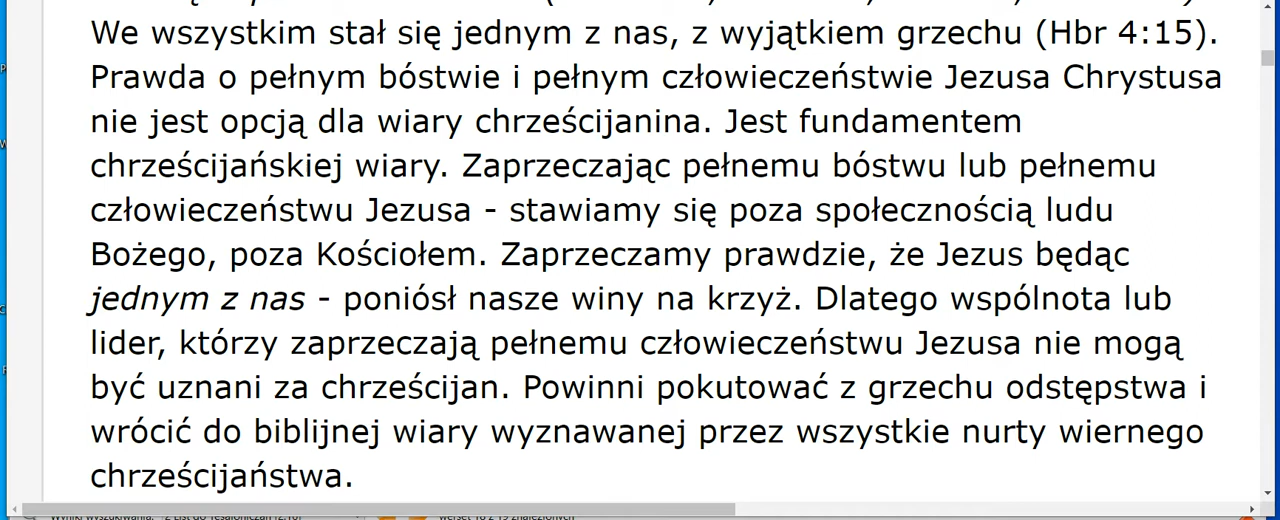 We wszystkim stał się jednym z nas, z wyjątkiem grzechu (Hbr 4:15).
Prawda o pełnym bóstwie i pełnym człowieczeństwie Jezusa Chrystusa
nie jest opcją dla wiary chrześcijanina. Jest fundamentem
chrześcijańskiej wiary. Zaprzeczając pełnemu bóstwu lub pełnemu
człowieczeństwu Jezusa - stawiamy się poza społecznością ludu
Bożego, poza Kościołem. Zaprzeczamy prawdzie, że Jezus będąc
jednym z nas - poniósł nasze winy na krzyż. Dlatego wspólnota lub
lider, którzy zaprzeczają pełnemu człowieczeństwu Jezusa nie mogą
być uznani za chrześcijan. Powinni pokutować z grzechu odstępstwa i
wrócić do biblijnej wiary wyznawanej przez wszystkie nurty wiernego
chrześcijaństwa.